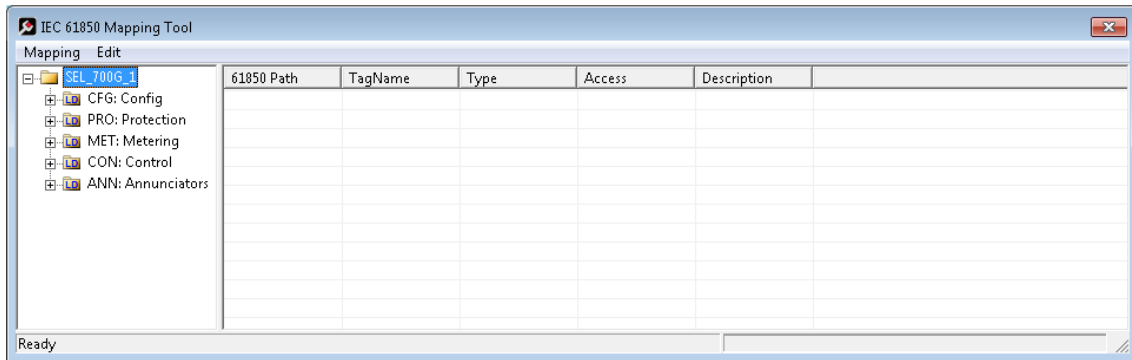 IEC 61850 Mapping Tool
Mapping Edit
SEL_700G_1
61850 Path TagName Type Access Description
CFG: Config
PRO: Protection
MET: Metering
CON: Control
ANN: Annunciators
Ready